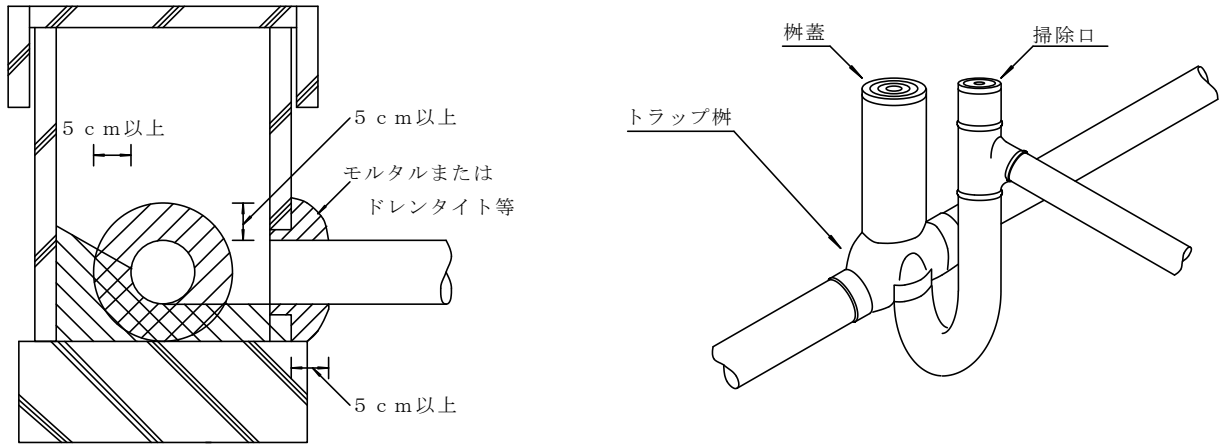 ５ｃｍ以上
５ｃｍ以上
モルタルまたは
ドレンタイト等
５ｃｍ以上
桝蓋
掃除口
トラップ桝